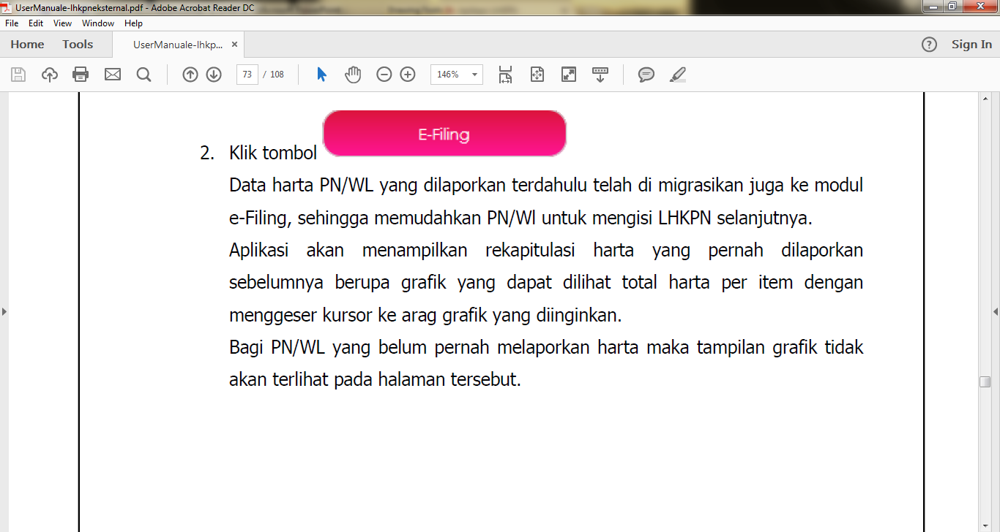 UserManuale-lhkpneksternal.pdf - Adobe Acrobat Reader DC
File Edit View Window Help
Home Tools UserManuale-lhkp... × ? Sign In
73 / 108 146%
E-Filing
2. Klik tombol
Data harta PN/WL yang dilaporkan terdahulu telah di migrasikan juga ke modul
e-Filing, sehingga memudahkan PN/Wl untuk mengisi LHKPN selanjutnya.
Aplikasi akan menampilkan rekapitulasi harta yang pernah dilaporkan
sebelumnya berupa grafik yang dapat dilihat total harta per item dengan
menggeser kursor ke arag grafik yang diinginkan.
Bagi PN/WL yang belum pernah melaporkan harta maka tampilan grafik tidak
akan terlihat pada halaman tersebut.